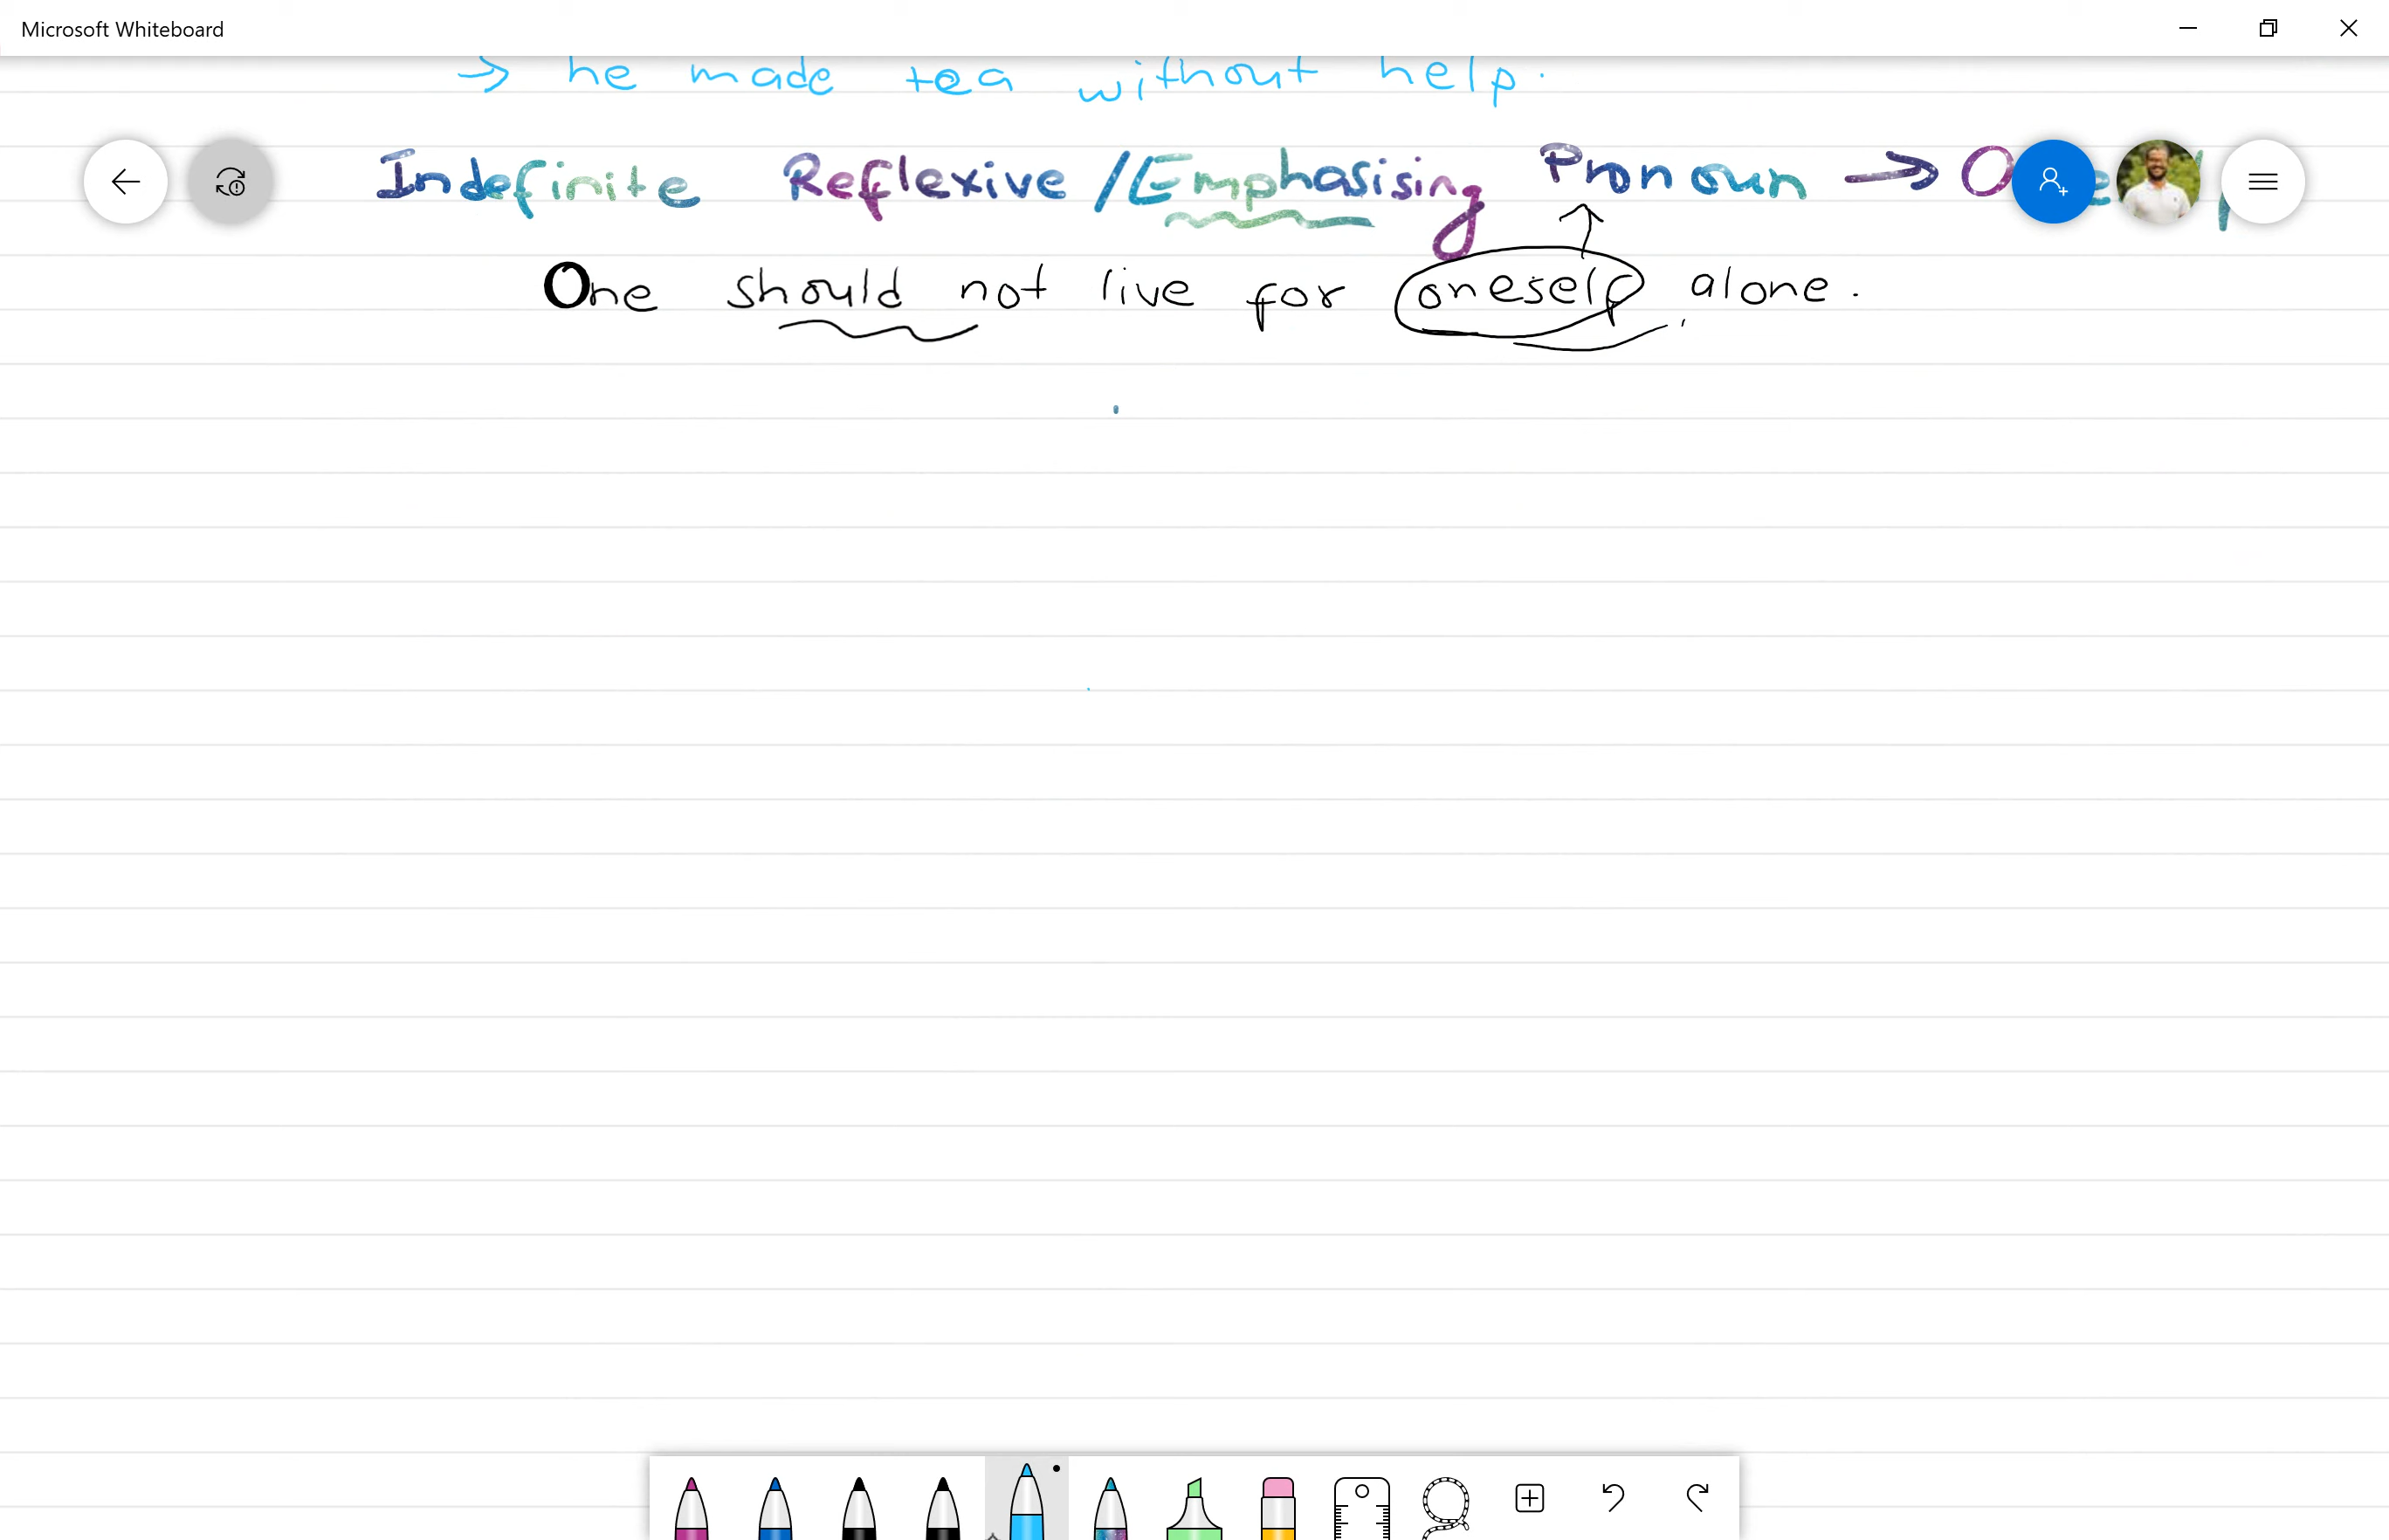 Microsoft Whiteboard
→ he made tea without help.
Indefinite Reflexive /Emphasising Pronoun →
One should not live for oneself alone.